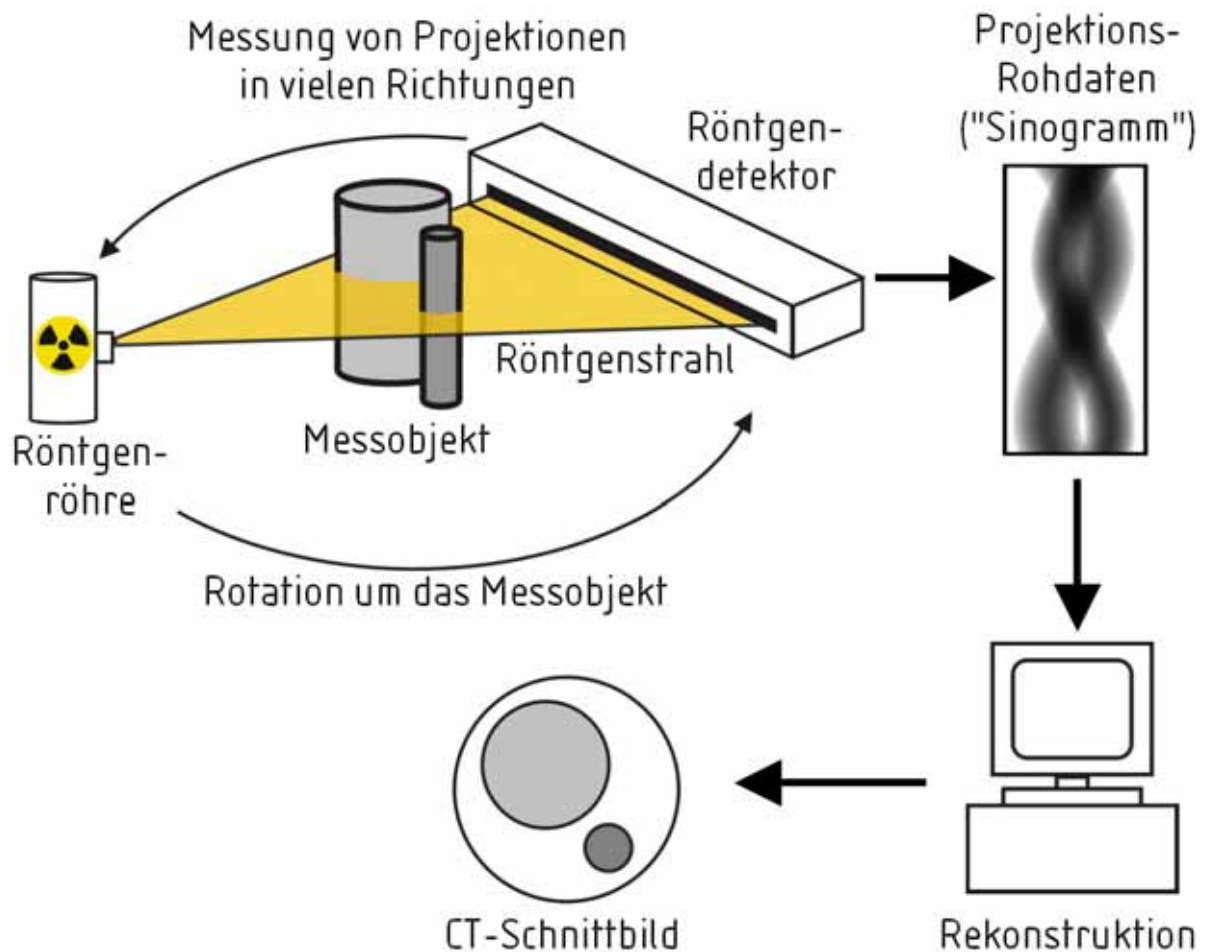 Messung von Projektionen
in vielen Richtungen
Projektions-
Rohdaten
("Sinogramm")
Röntgen-
detektor
Röntgenstrahl
Messobjekt
Röntgen-
röhre
Rotation um das Messobjekt
CT-Schnittbild
Rekonstruktion